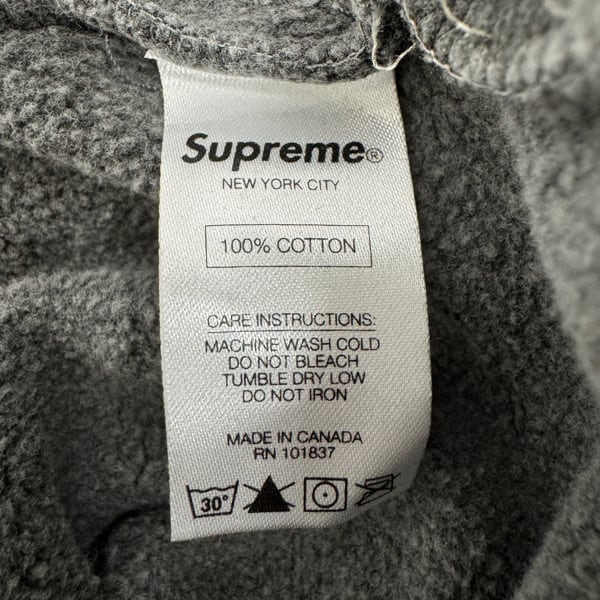 Supreme®
NEW YORK CITY
100% COTTON
CARE INSTRUCTIONS:
MACHINE WASH COLD
DO NOT BLEACH
TUMBLE DRY LOW
DO NOT IRON
MADE IN CANADA
RN 101837
30°